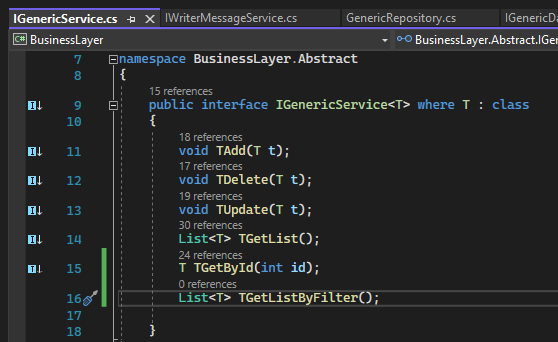 IGenericService.cs IWriterMessageService.cs GenericRepository.cs IGenericDa
C# BusinessLayer BusinessLayer.Abstract.IGer
7 namespace BusinessLayer.Abstract
8 {
15 references
9 public interface IGenericService<T> where T : class
10 {
18 references
11 void TAdd(T t);
17 references
12 void TDelete(T t);
19 references
13 void TUpdate(T t);
30 references
14 List<T> TGetList();
24 references
15 T TGetById(int id);
0 references
16 List<T> TGetListByFilter();
17
18 }